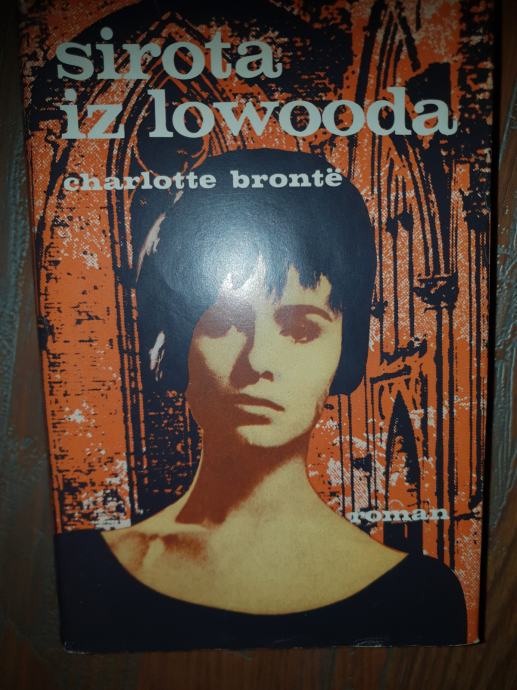 sirota
iz lowooda
charlotte brontë
roman